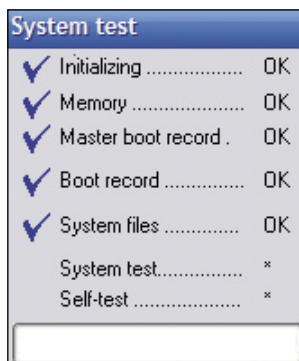 System test
Initializing .................. OK
Memory ...................... OK
Master boot record . OK
Boot record ............... OK
System files .............. OK
System test............... *
Self-test .................... *